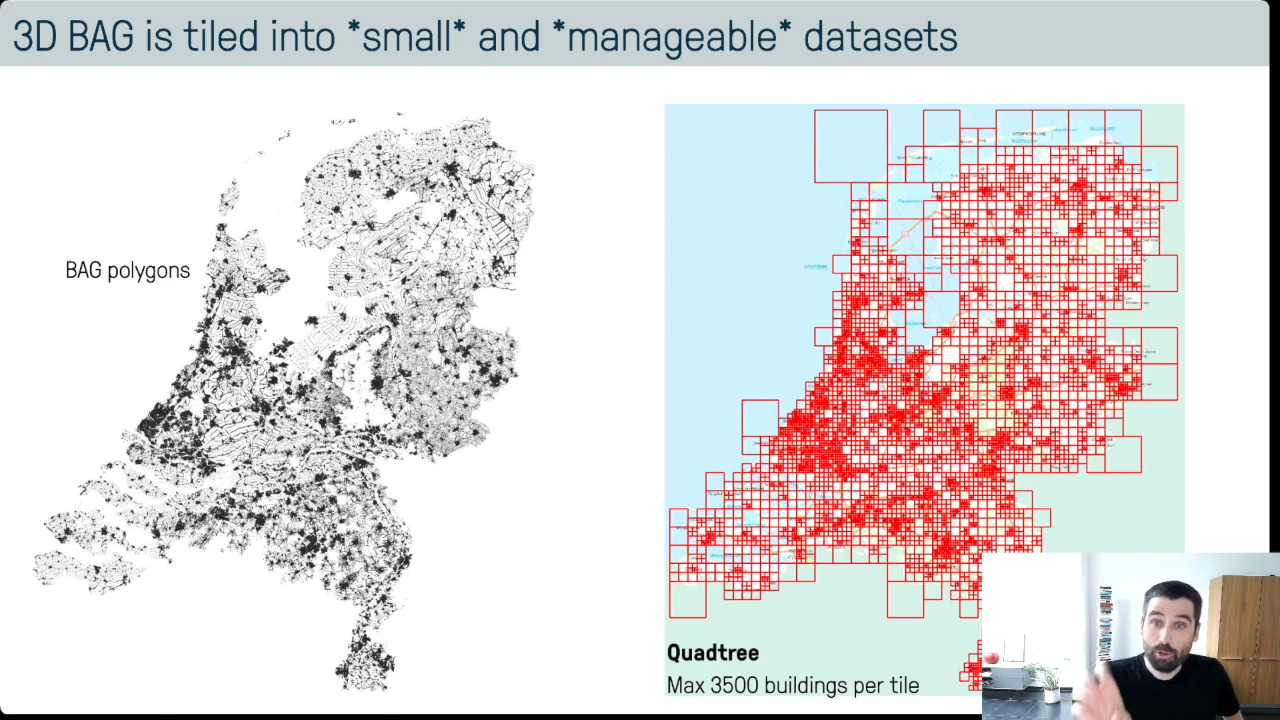 3D BAG is tiled into *small* and *manageable* datasets
BAG polygons
Quadtree
Max 3500 buildings per tile